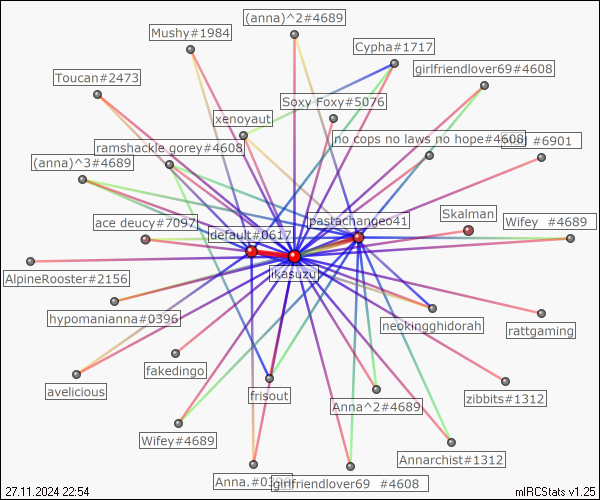 (anna)^2#4689
Mushy#1984
Cypha#1717
girlfriendlover69#4608
Toucan#2473
Soxy Foxy#5076
xenoyaut
no cops no laws no hope#4608
#6901
ramshackle gorey#4608
(anna)^3#4689
Skalman
pastachangeo41
Wifey #4689
ace deucy#7097
default#0617
ikasuzu
AlpineRooster#2156
hypomanianna#0396
neokingghidorah
rattgaming
fakedingo
avelicious
frisout
zibbits#1312
Anna^2#4689
Wifey#4689
Annarchist#1312
girlfriendlover69 #4608
27.11.2024 22:54
mIRCStats v1.25